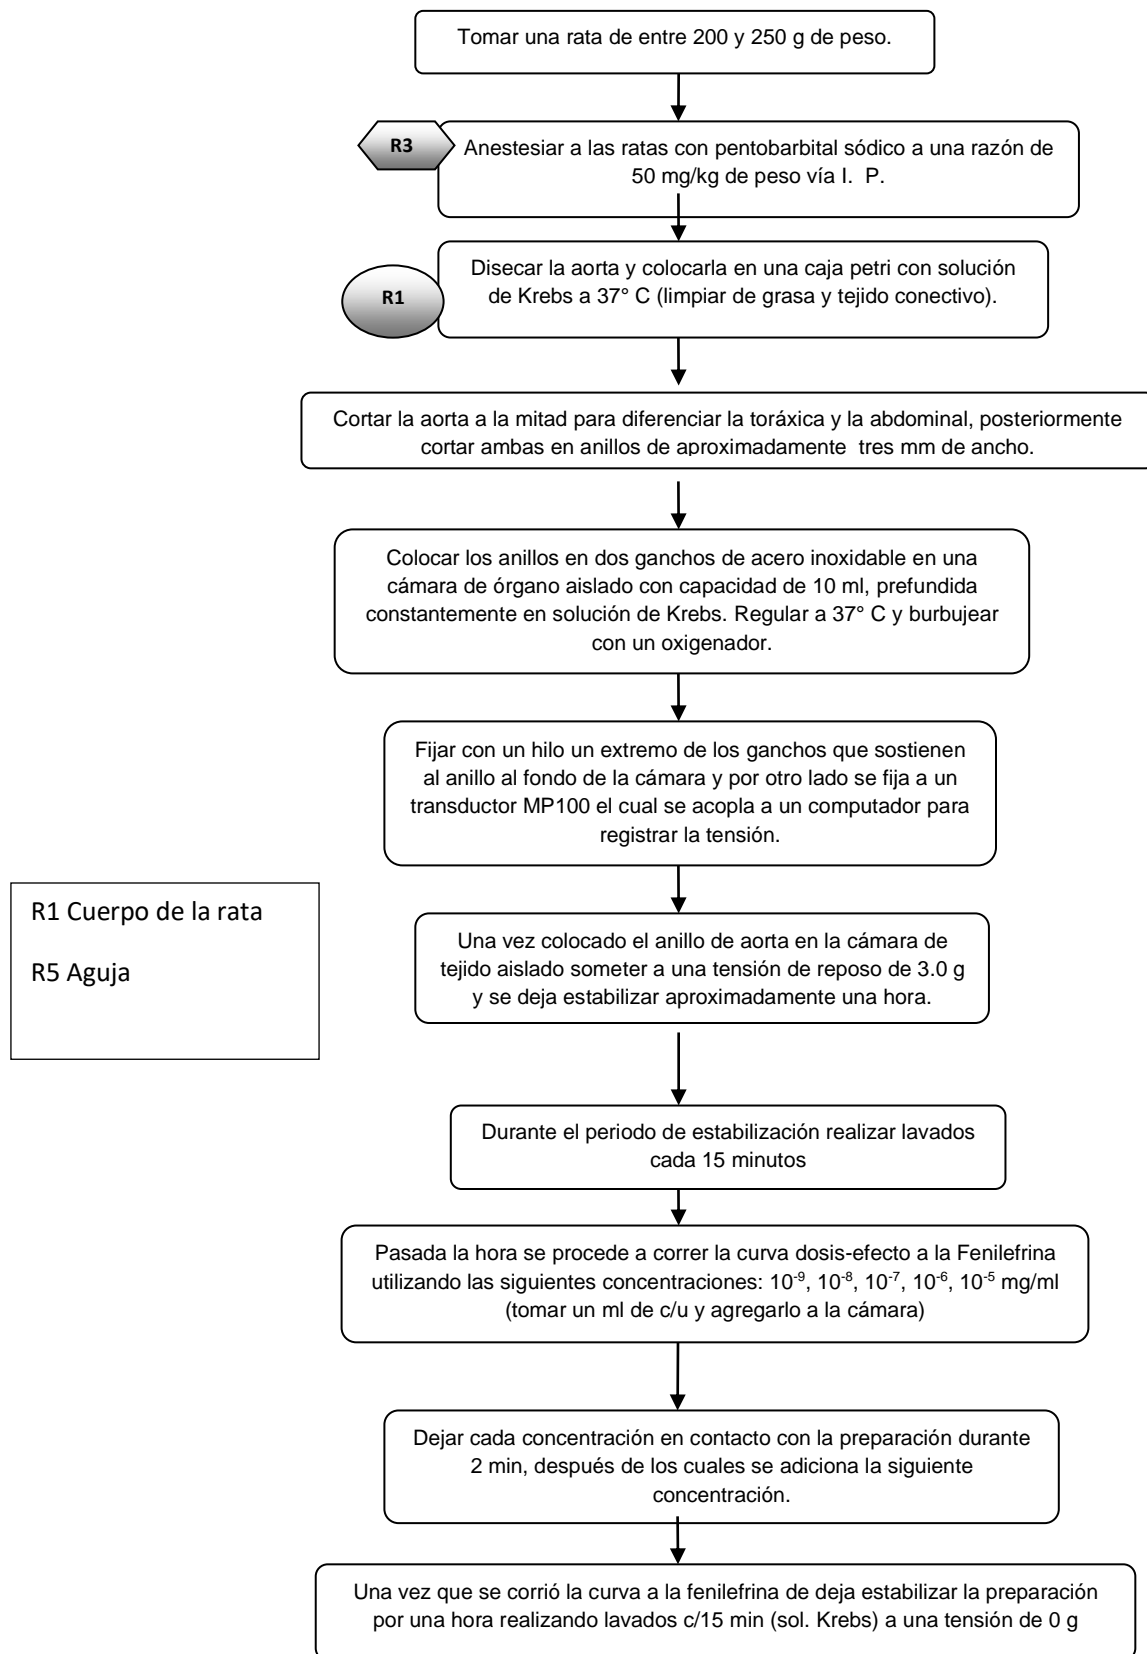 Tomar una rata de entre 200 y 250 g de peso.
R3
Anestesiar a las ratas con pentobarbital sódico a una razón de
50 mg/kg de peso vía I. P.
Disecar la aorta y colocarla en una caja petri con solución
de Krebs a 37° C (limpiar de grasa y tejido conectivo).
R1
Cortar la aorta a la mitad para diferenciar la toráxica y la abdominal, posteriormente
cortar ambas en anillos de aproximadamente tres mm de ancho.
Colocar los anillos en dos ganchos de acero inoxidable en una
cámara de órgano aislado con capacidad de 10 ml, prefundida
constantemente en solución de Krebs. Regular a 37° C y burbujear
con un oxigenador.
Fijar con un hilo un extremo de los ganchos que sostienen
al anillo al fondo de la cámara y por otro lado se fija a un
transductor MP100 el cual se acopla a un computador para
registrar la tensión.
R1 Cuerpo de la rata
R5 Aguja
Una vez colocado el anillo de aorta en la cámara de
tejido aislado someter a una tensión de reposo de 3.0 g
y se deja estabilizar aproximadamente una hora.
Durante el periodo de estabilización realizar lavados
cada 15 minutos
Pasada la hora se procede a correr la curva dosis-efecto a la Fenilefrina
utilizando las siguientes concentraciones: 10⁻⁹, 10⁻⁸, 10⁻⁷, 10⁻⁶, 10⁻⁵ mg/ml
(tomar un ml de c/u y agregarlo a la cámara)
Dejar cada concentración en contacto con la preparación durante
2 min, después de los cuales se adiciona la siguiente
concentración.
Una vez que se corrió la curva a la fenilefrina de deja estabilizar la preparación
por una hora realizando lavados c/15 min (sol. Krebs) a una tensión de 0 g